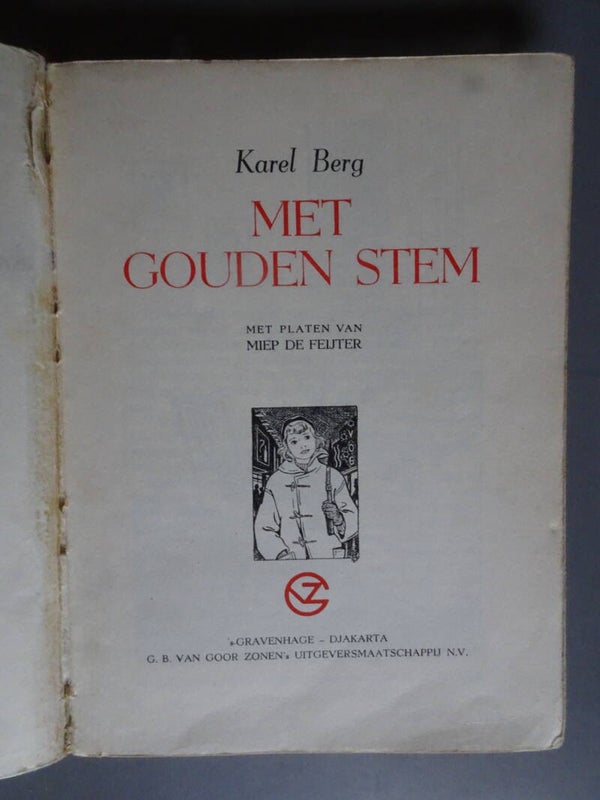 Karel Berg
MET
GOUDEN STEM
MET PLATEN VAN
MIEP DE FEIJTER
's-GRAVENHAGE – DJAKARTA
G. B. VAN GOOR ZONEN's UITGEVERSMAATSCHAPPIJ N.V.